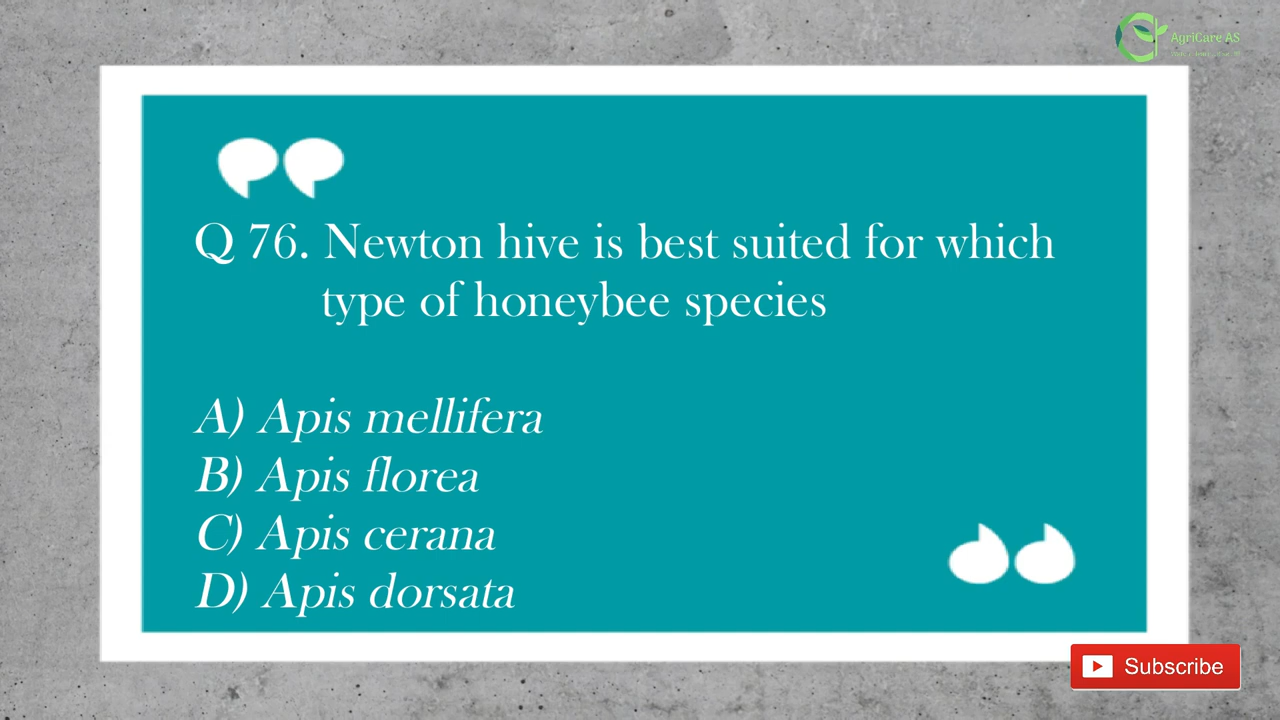 AgriCare AS
Q 76. Newton hive is best suited for which
type of honeybee species
A) Apis mellifera
B) Apis florea
C) Apis cerana
D) Apis dorsata
Subscribe